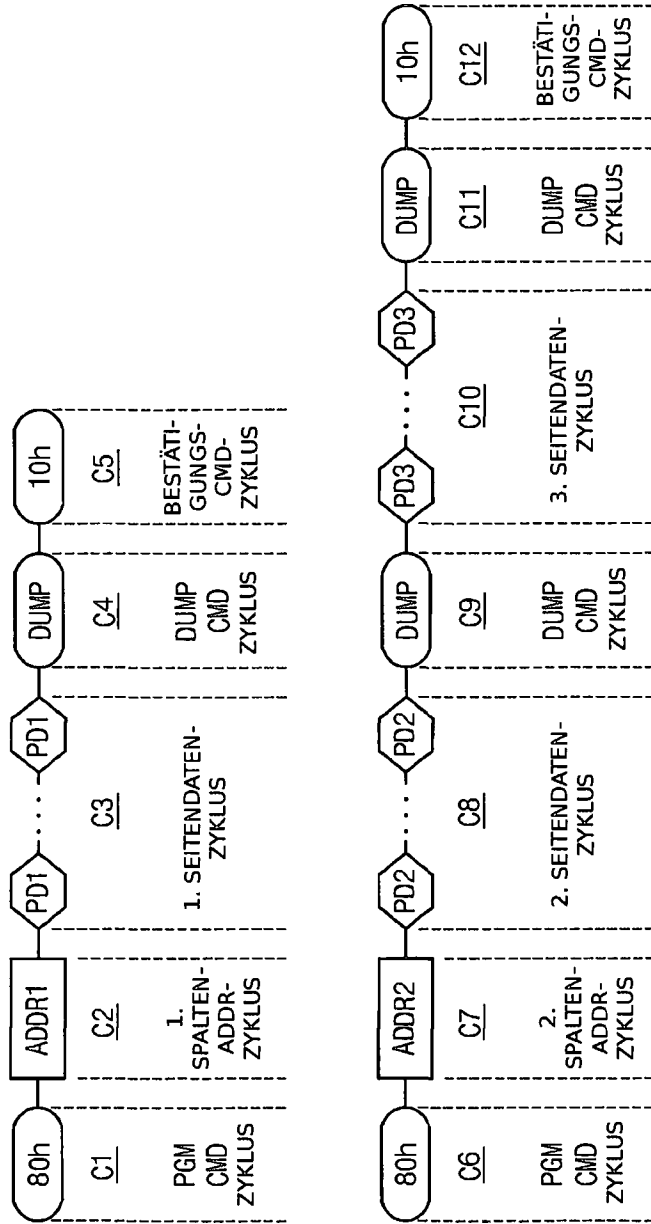 80h
ADDR1
PD1
PD1
DUMP
10h
C1
C2
C3
C4
C5
PGM
CMD
ZYKLUS
1.
SPALTEN-
ADDR-
ZYKLUS
1. SEITENDATEN-
ZYKLUS
DUMP
CMD
ZYKLUS
BESTÄTI-
GUNGS-
CMD-
ZYKLUS
80h
ADDR2
PD2
PD2
DUMP
PD3
PD3
DUMP
10h
C6
C7
C8
C9
C10
C11
C12
PGM
CMD
ZYKLUS
2.
SPALTEN-
ADDR
ZYKLUS
2. SEITENDATEN-
ZYKLUS
DUMP
CMD
ZYKLUS
3. SEITENDATEN-
ZYKLUS
DUMP
CMD
ZYKLUS
BESTÄTI-
GUNGS-
CMD-
ZYKLUS